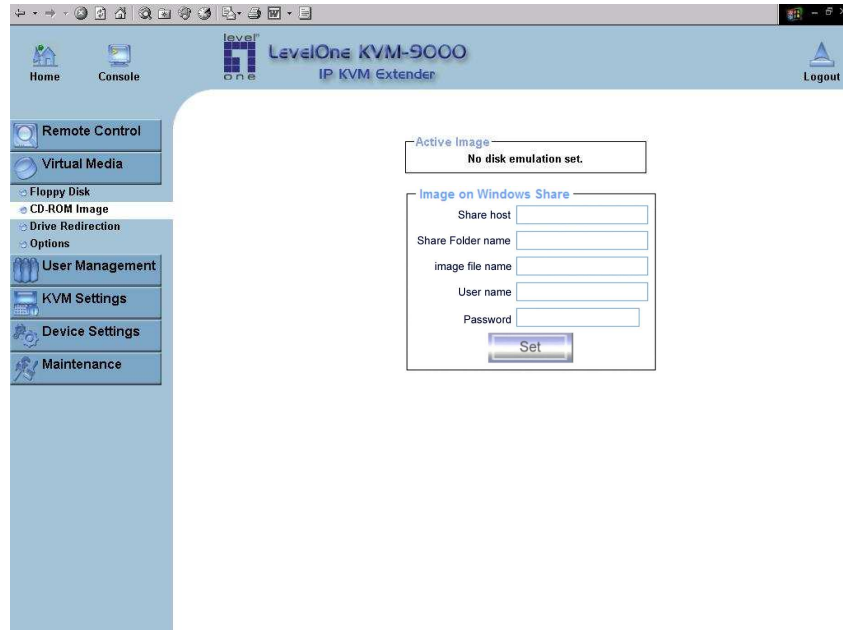 Home
Console
level
one
LevelOne KVM-9000
IP KVM Extender
Logout
Remote Control
Virtual Media
Floppy Disk
CD-ROM Image
Drive Redirection
Options
User Management
KVM Settings
Device Settings
Maintenance
Active Image
No disk emulation set.
Image on Windows Share
Share host
Share Folder name
image file name
User name
Password
Set